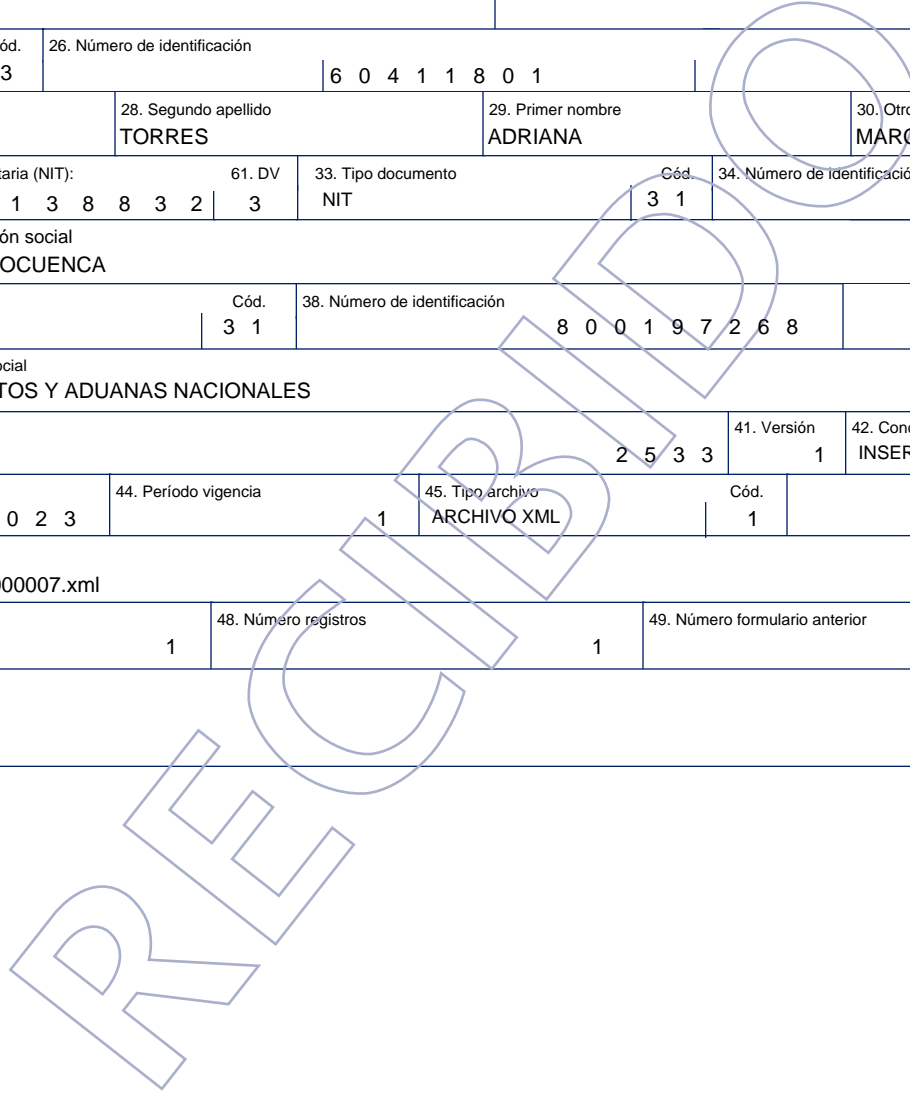 ód. 26. Número de identificación
3 6 0 4 1 1 8 0 1
28. Segundo apellido 29. Primer nombre 30. Otro
TORRES ADRIANA MARC
taria (NIT): 61. DV 33. Tipo documento Cód. 34. Número de identificació
1 3 8 8 3 2 3 NIT 3 1
ón social
OCUENCA
Cód. 38. Número de identificación
3 1 8 0 0 1 9 7 2 6 8
ocial
TOS Y ADUANAS NACIONALES
41. Versión 42. Conc
2 5 3 3 1 INSER
44. Período vigencia 45. Tipo archivo Cód.
0 2 3 1 ARCHIVO XML 1
000007.xml
48. Número registros 49. Número formulario anterior
1 1
RECIBIDO